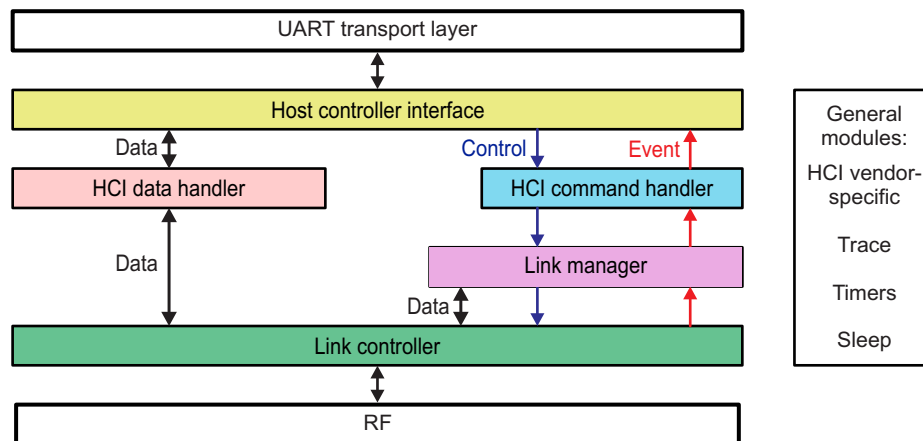 UART transport layer
Host controller interface
Data
Control
Event
HCI data handler
HCI command handler
Data
Link manager
Data
Link controller
RF
General
modules:
HCI vendor-
specific
Trace
Timers
Sleep